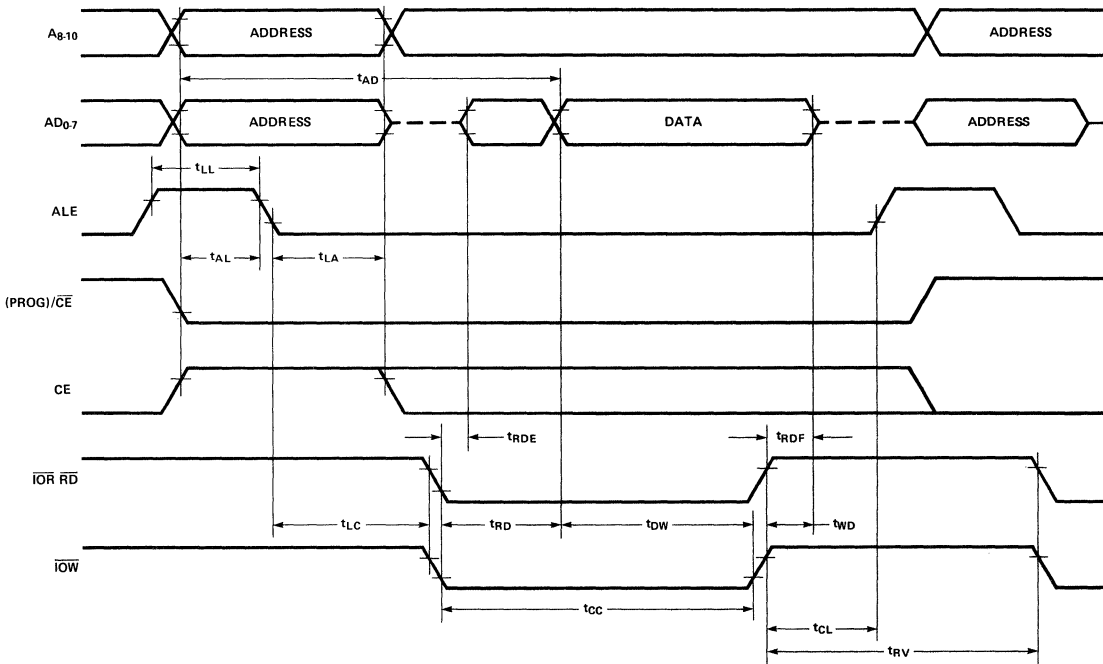 A8-10
ADDRESS
ADDRESS
tAD
AD0-7
ADDRESS
DATA
ADDRESS
tLL
ALE
tAL
tLA
(PROG)/CE
CE
tRDE
tRDF
IOR RD
tLC
tRD
tDW
tWD
IOW
tCC
tCL
tRV